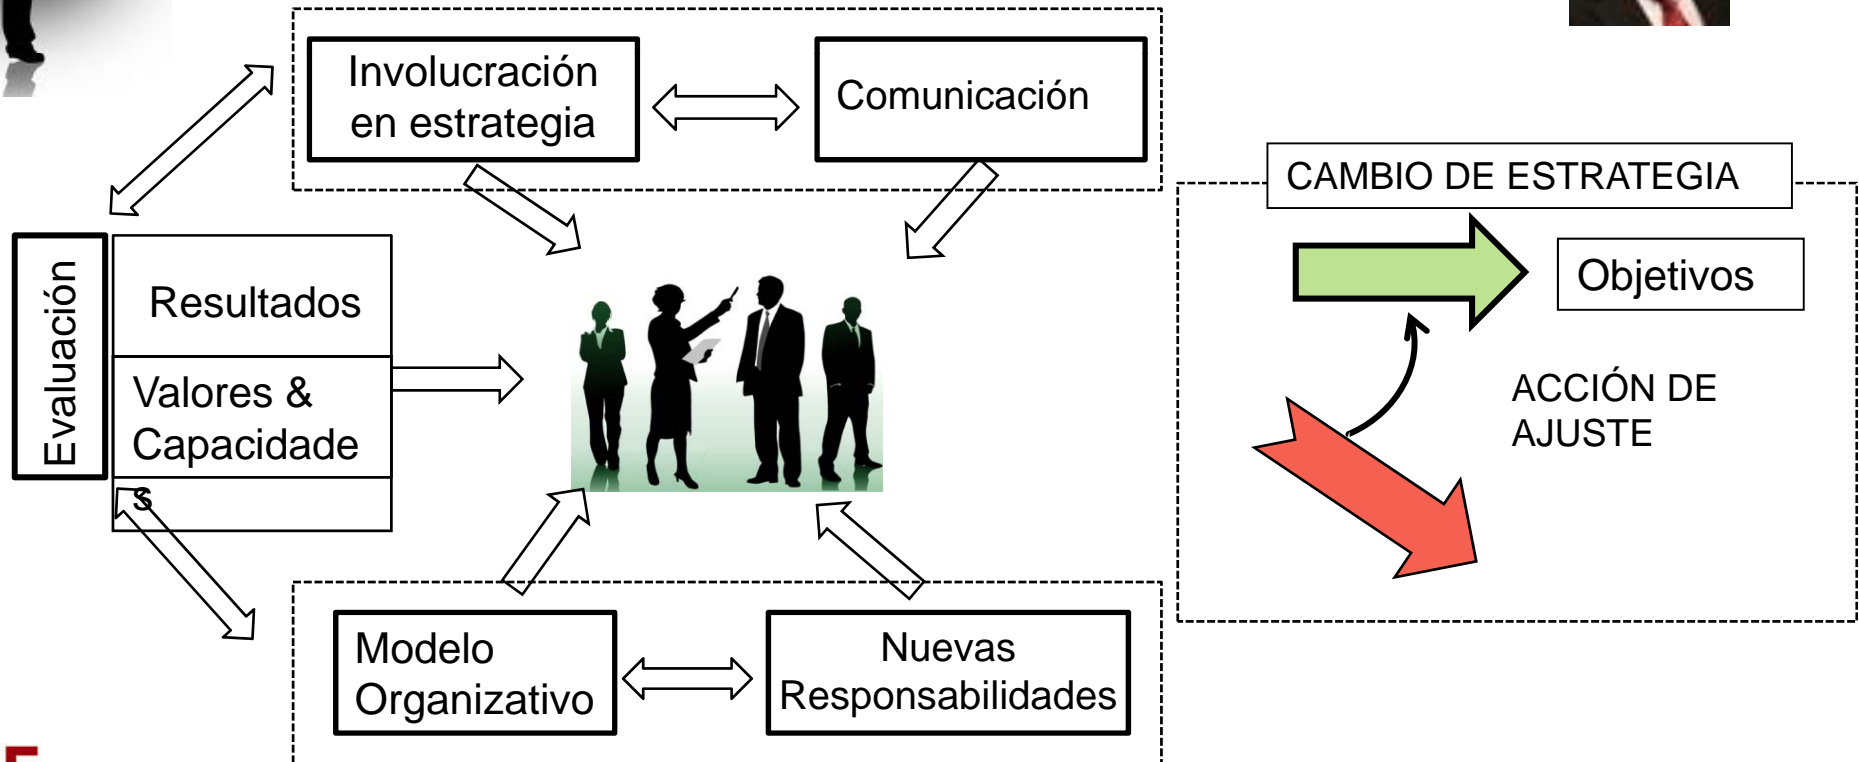 Involucración
en estrategia
Comunicación
CAMBIO DE ESTRATEGIA
Objetivos
ACCIÓN DE
AJUSTE
Evaluación
Resultados
Valores &
Capacidade
s
Modelo
Organizativo
Nuevas
Responsabilidades